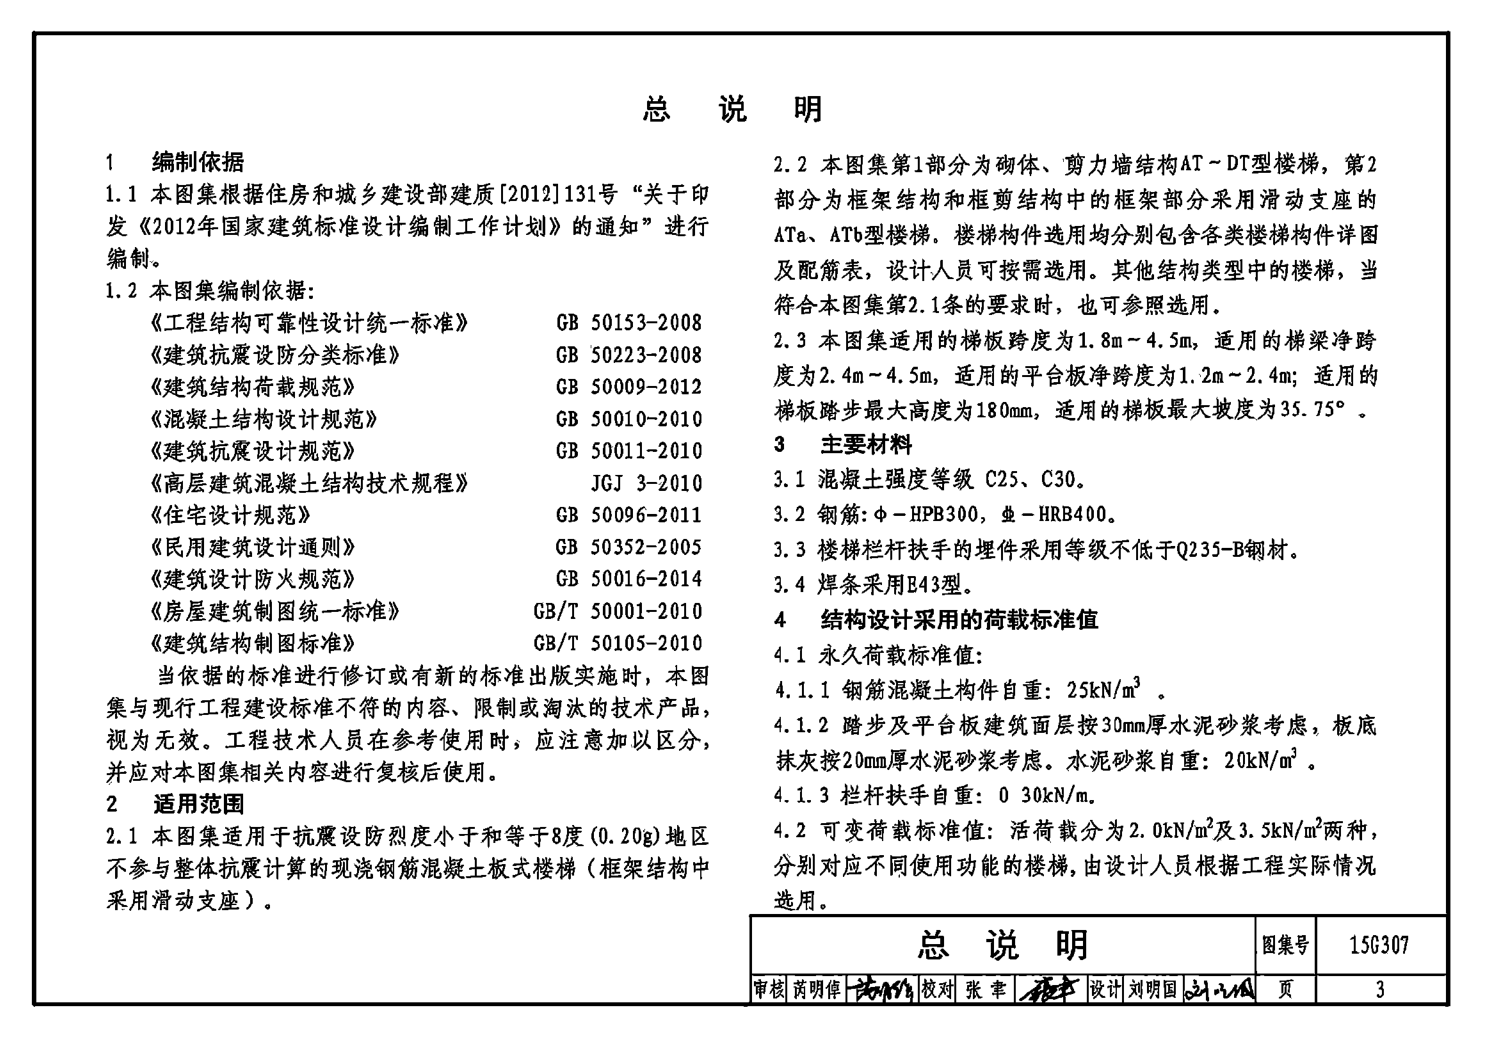 总 说 明
1 编制依据
1.1 本图集根据住房和城乡建设部建质[2012]131号“关于印
发《2012年国家建筑标准设计编制工作计划》的通知”进行
编制。
1.2 本图集编制依据:
《工程结构可靠性设计统一标准》 GB 50153-2008
《建筑抗震设防分类标准》 GB 50223-2008
《建筑结构荷载规范》 GB 50009-2012
《混凝土结构设计规范》 GB 50010-2010
《建筑抗震设计规范》 GB 50011-2010
《高层建筑混凝土结构技术规程》 JGJ 3-2010
《住宅设计规范》 GB 50096-2011
《民用建筑设计通则》 GB 50352-2005
《建筑设计防火规范》 GB 50016-2014
《房屋建筑制图统一标准》 GB/T 50001-2010
《建筑结构制图标准》 GB/T 50105-2010
当依据的标准进行修订或有新的标准出版实施时，本图
集与现行工程建设标准不符的内容、限制或淘汰的技术产品，
视为无效。工程技术人员在参考使用时，应注意加以区分，
并应对本图集相关内容进行复核后使用。
2 适用范围
2.1 本图集适用于抗震设防烈度小于和等于8度(0.20g)地区
不参与整体抗震计算的现浇钢筋混凝土板式楼梯（框架结构中
采用滑动支座）。
2.2 本图集第1部分为砌体、剪力墙结构AT～DT型楼梯，第2
部分为框架结构和框剪结构中的框架部分采用滑动支座的
ATa、ATb型楼梯．楼梯构件选用均分别包含各类楼梯构件详图
及配筋表，设计人员可按需选用。其他结构类型中的楼梯，当
符合本图集第2.1条的要求时，也可参照选用．
2.3 本图集适用的梯板跨度为1.8m～4.5m，适用的梯梁净跨
度为2.4m～4.5m，适用的平台板净跨度为1.2m～2.4m；适用的
梯板踏步最大高度为180mm，适用的梯板最大坡度为35.75° 。
3 主要材料
3.1 混凝土强度等级 C25、C30。
3.2 钢筋:ф－HPB300，－HRB400。
3.3 楼梯栏杆扶手的埋件采用等级不低于Q235-B钢材。
3.4 焊条采用E43型。
4 结构设计采用的荷载标准值
4.1 永久荷载标准值:
4.1.1 钢筋混凝土构件自重：25kN/m³ 。
4.1.2 踏步及平台板建筑面层按30mm厚水泥砂浆考虑，板底
抹灰按20mm厚水泥砂浆考虑。水泥砂浆自重：20kN/m³ 。
4.1.3 栏杆扶手自重：0 30kN/m．
4.2 可变荷载标准值：活荷载分为2.0kN/m²及3.5kN/m²两种，
分别对应不同使用功能的楼梯,由设计人员根据工程实际情况
选用。
总 说 明 图集号 15G307
审核 芮明倬 校对 张聿 设计 刘明国 页 3